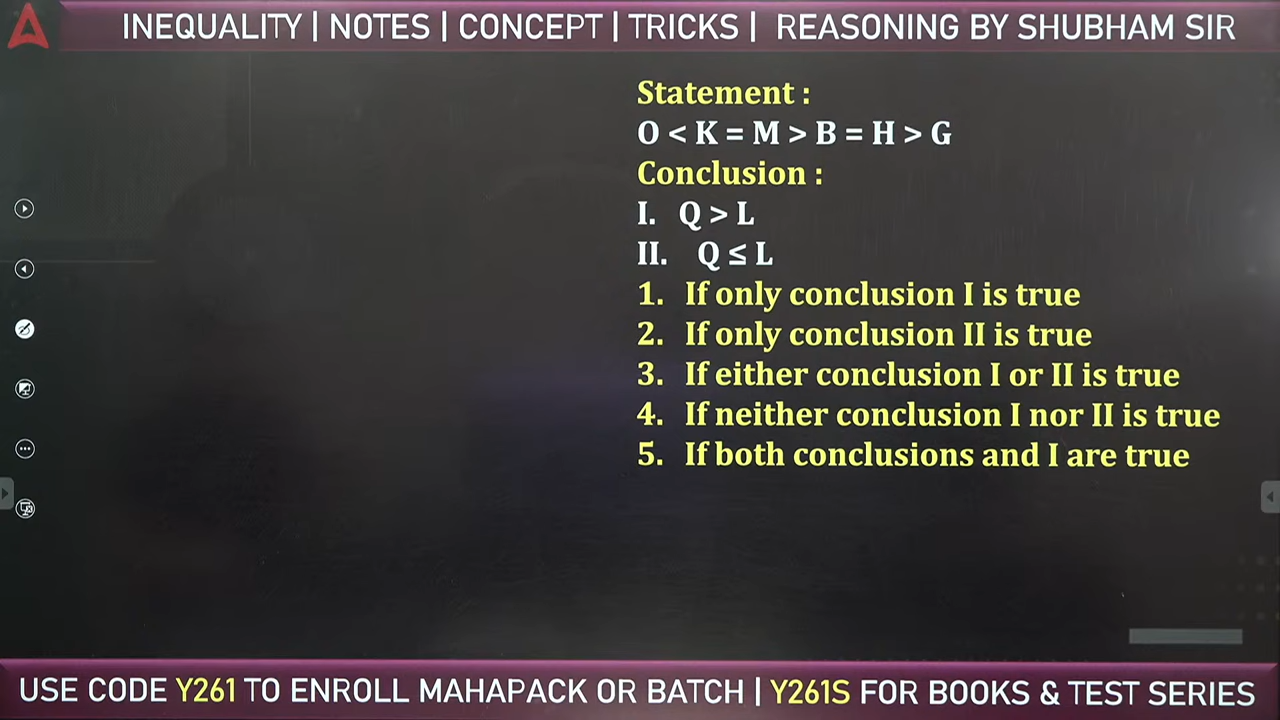 INEQUALITY | NOTES | CONCEPT | TRICKS | REASONING BY SHUBHAM SIR
Statement :
O < K = M > B = H > G
Conclusion :
I. Q > L
II. Q ≤ L
1. If only conclusion I is true
2. If only conclusion II is true
3. If either conclusion I or II is true
4. If neither conclusion I nor II is true
5. If both conclusions and I are true
USE CODE Y261 TO ENROLL MAHAPACK OR BATCH | Y261S FOR BOOKS & TEST SERIES